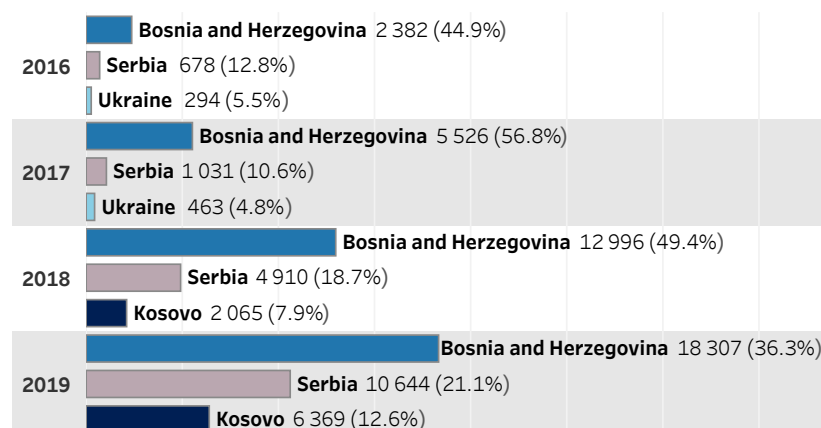 Bosnia and Herzegovina 2 382 (44.9%)
2016 Serbia 678 (12.8%)
Ukraine 294 (5.5%)
Bosnia and Herzegovina 5 526 (56.8%)
2017 Serbia 1 031 (10.6%)
Ukraine 463 (4.8%)
Bosnia and Herzegovina 12 996 (49.4%)
2018 Serbia 4 910 (18.7%)
Kosovo 2 065 (7.9%)
Bosnia and Herzegovina 18 307 (36.3%)
2019 Serbia 10 644 (21.1%)
Kosovo 6 369 (12.6%)